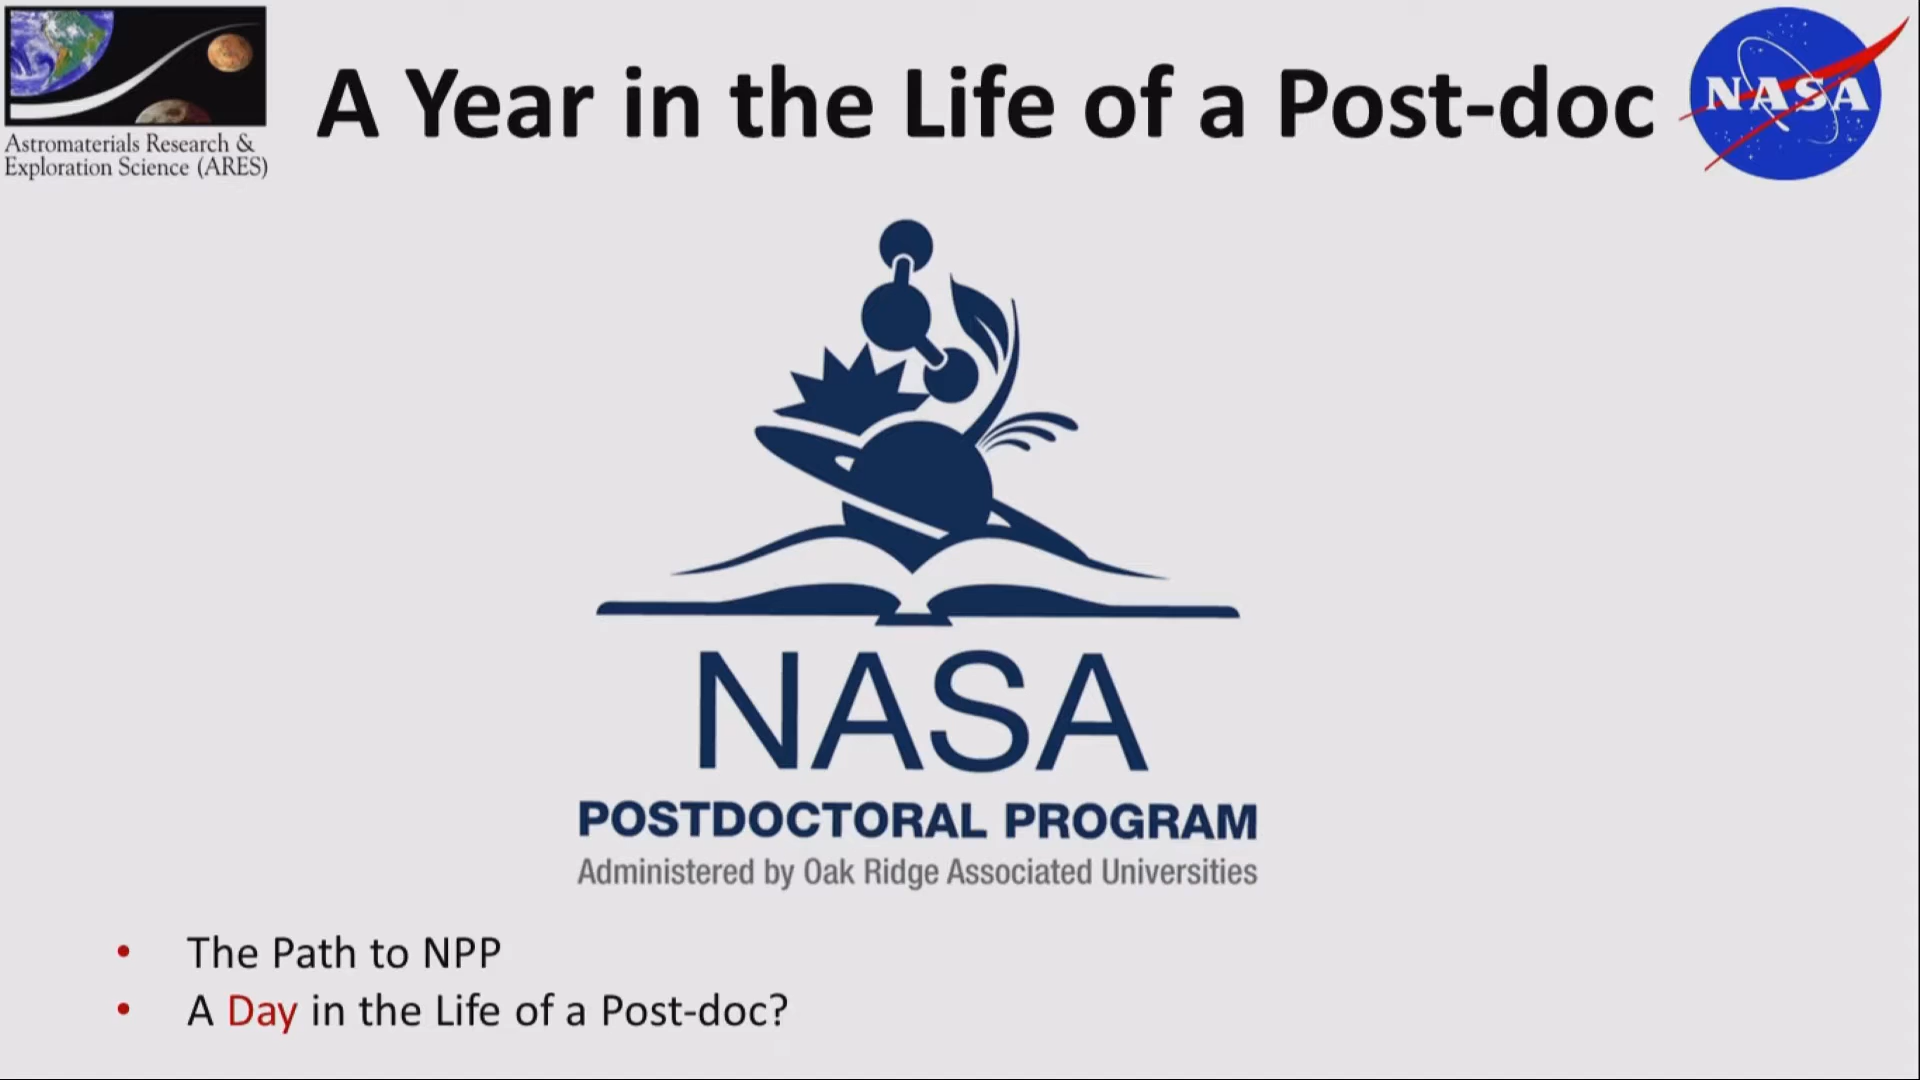 Astromaterials Research &
Exploration Science (ARES)
A Year in the Life of a Post-doc
NASA
NASA
POSTDOCTORAL PROGRAM
Administered by Oak Ridge Associated Universities
• The Path to NPP
• A Day in the Life of a Post-doc?